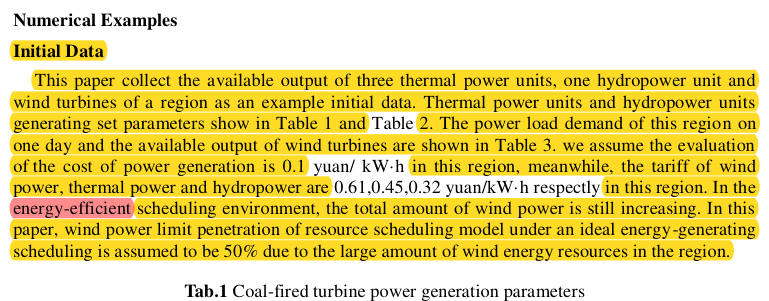 Numerical Examples
Initial Data
This paper collect the available output of three thermal power units, one hydropower unit and
wind turbines of a region as an example initial data. Thermal power units and hydropower units
generating set parameters show in Table 1 and Table 2. The power load demand of this region on
one day and the available output of wind turbines are shown in Table 3. we assume the evaluation
of the cost of power generation is 0.1 yuan/ kW·h in this region, meanwhile, the tariff of wind
power, thermal power and hydropower are 0.61,0.45,0.32 yuan/kW·h respectly in this region. In the
energy-efficient scheduling environment, the total amount of wind power is still increasing. In this
paper, wind power limit penetration of resource scheduling model under an ideal energy-generating
scheduling is assumed to be 50% due to the large amount of wind energy resources in the region.
Tab.1 Coal-fired turbine power generation parameters